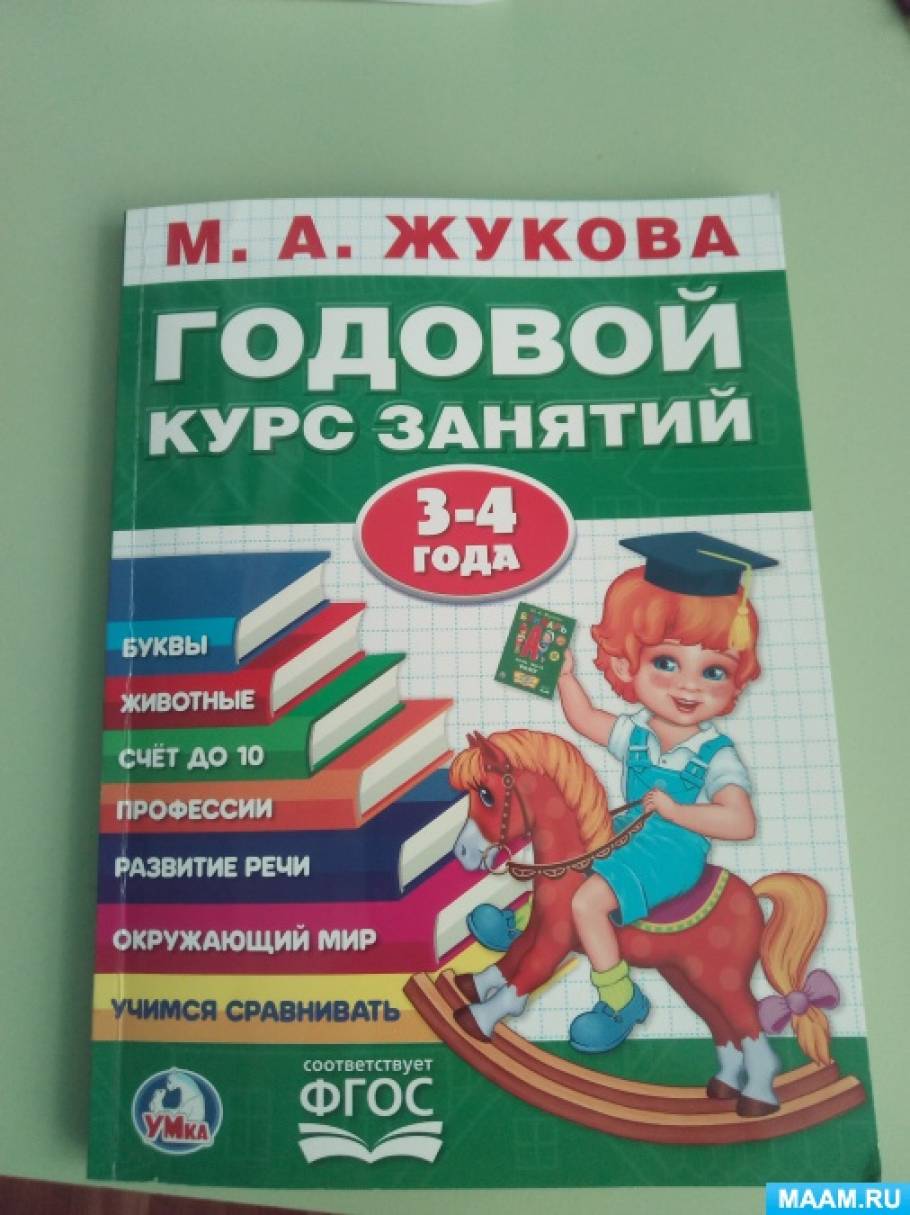 М. А. ЖУКОВА
ГОДОВОЙ
КУРС ЗАНЯТИЙ
3-4
ГОДА
БУКВЫ
ЖИВОТНЫЕ
СЧЁТ ДО 10
ПРОФЕССИИ
РАЗВИТИЕ РЕЧИ
ОКРУЖАЮЩИЙ МИР
УЧИМСЯ СРАВНИВАТЬ
соответствует
ФГОС
УМКА
MAAM.RU